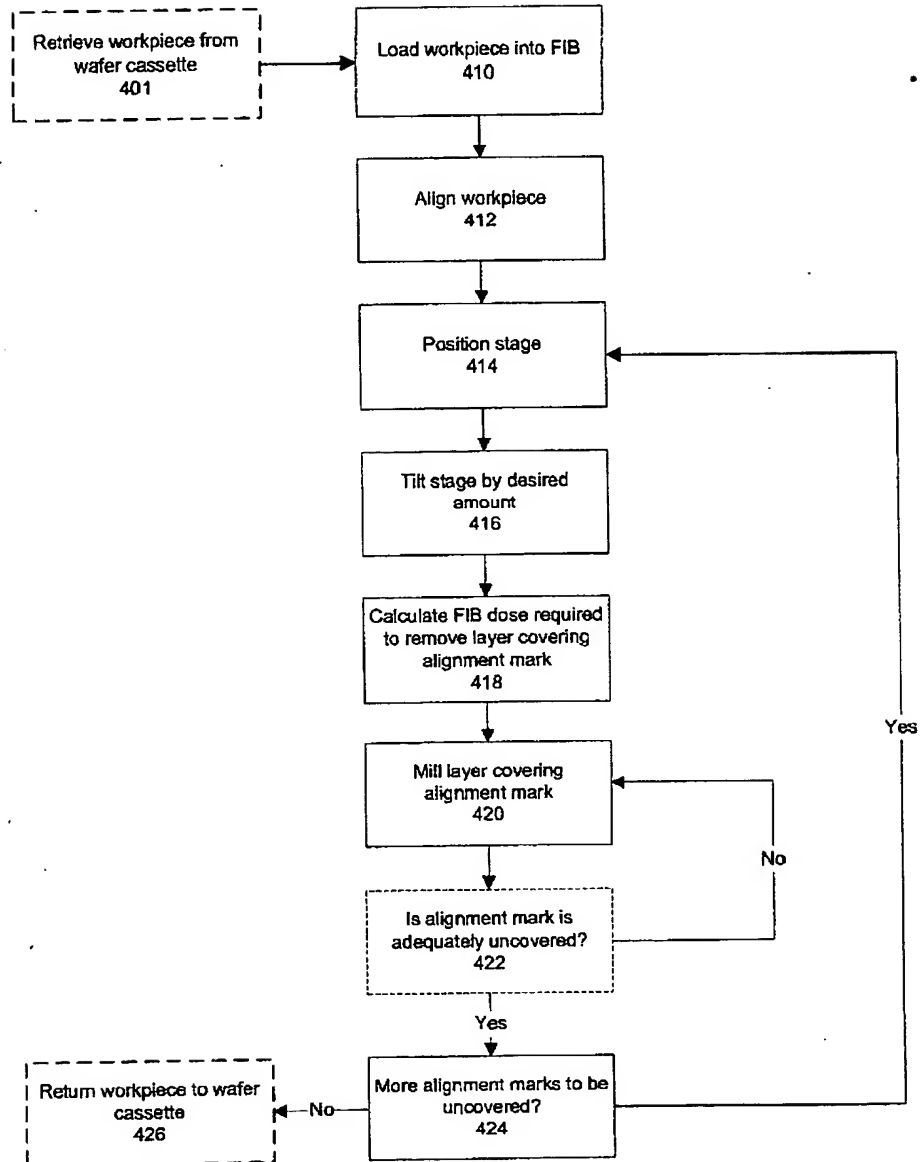 Retrieve workpiece from
wafer cassette
401
Load workpiece into FIB
410
Align workpiece
412
Position stage
414
Tilt stage by desired
amount
416
Calculate FIB dose required
to remove layer covering
alignment mark
418
Mill layer covering
alignment mark
420
No
Is alignment mark is
adequately uncovered?
422
Yes
Yes
More alignment marks to be
uncovered?
424
No
Return workpiece to wafer
cassette
426